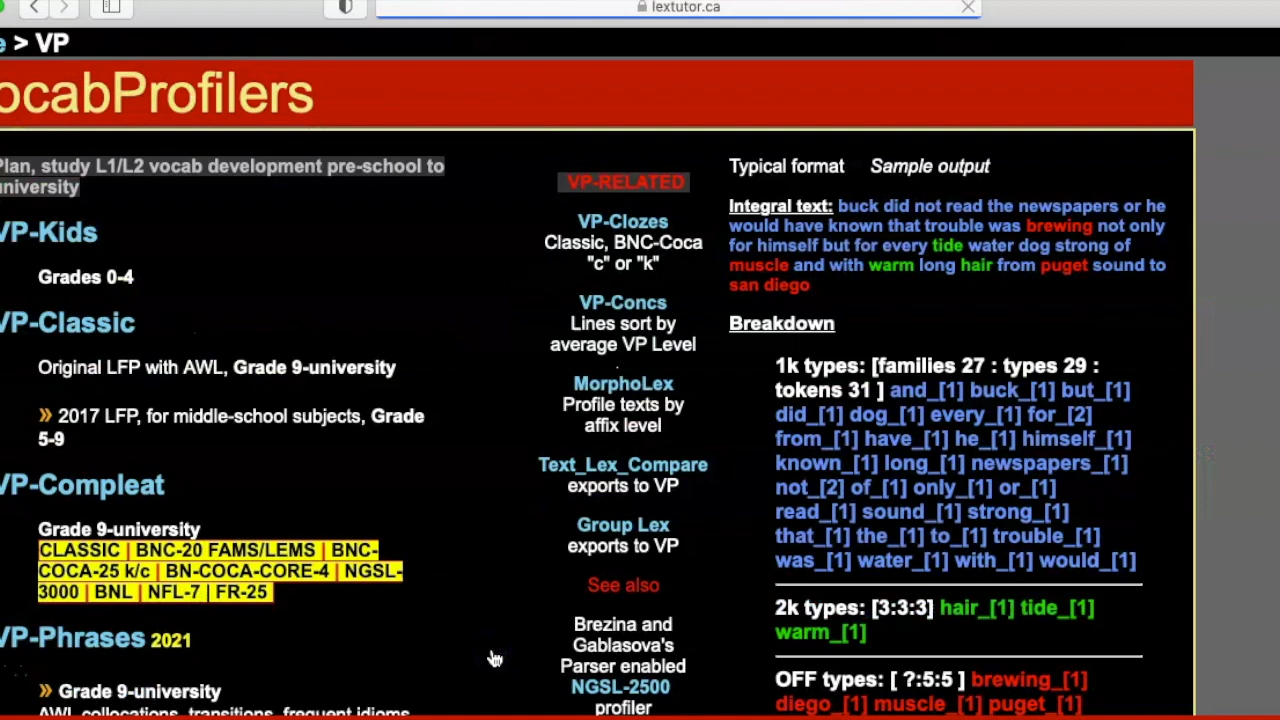 lextutor.ca
> VP
ocabProfilers
Plan, study L1/L2 vocab development pre-school to
university
VP-Kids
Grades 0-4
VP-Classic
Original LFP with AWL, Grade 9-university
» 2017 LFP, for middle-school subjects, Grade
5-9
VP-Compleat
Grade 9-university
CLASSIC | BNC-20 FAMS/LEMS | BNC-
COCA-25 k/c | BN-COCA-CORE-4 | NGSL-
3000 | BNL | NFL-7 | FR-25
VP-Phrases 2021
» Grade 9-university
AWL collocations, transitions, frequent idioms
VP-RELATED
VP-Clozes
Classic, BNC-Coca
"c" or "k"
VP-Concs
Lines sort by
average VP Level
MorphoLex
Profile texts by
affix level
Text_Lex_Compare
exports to VP
Group Lex
exports to VP
See also
Brezina and
Gablasova's
Parser enabled
NGSL-2500
profiler
Typical format Sample output
Integral text: buck did not read the newspapers or he
would have known that trouble was brewing not only
for himself but for every tide water dog strong of
muscle and with warm long hair from puget sound to
san diego
Breakdown
1k types: [families 27 : types 29 :
tokens 31 ] and_[1] buck_[1] but_[1]
did_[1] dog_[1] every_[1] for_[2]
from_[1] have_[1] he_[1] himself_[1]
known_[1] long_[1] newspapers_[1]
not_[2] of_[1] only_[1] or_[1]
read_[1] sound_[1] strong_[1]
that_[1] the_[1] to_[1] trouble_[1]
was_[1] water_[1] with_[1] would_[1]
2k types: [3:3:3] hair_[1] tide_[1]
warm_[1]
OFF types: [ ?:5:5 ] brewing_[1]
diego_[1] muscle_[1] puget_[1]